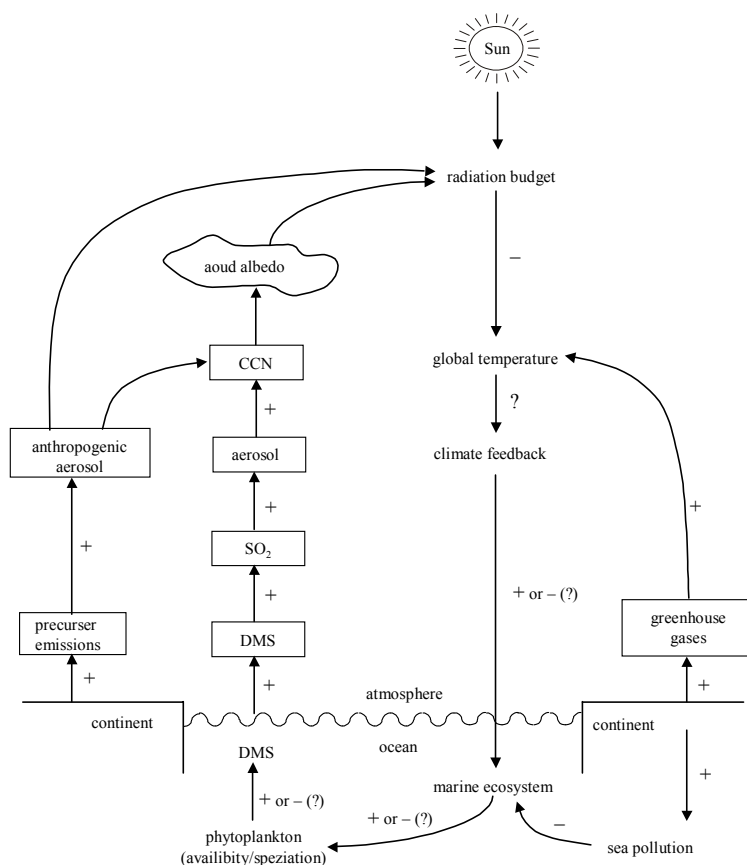 Sun
radiation budget
–
aoud albedo
global temperature
CCN
?
+
anthropogenic
aerosol
aerosol
climate feedback
+
+
+
SO₂
+
+ or – (?)
precurser
emissions
DMS
greenhouse
gases
+
+
+
atmosphere
continent
continent
ocean
DMS
+
marine ecosystem
+ or – (?)
+ or – (?)
–
phytoplankton
(availibity/speziation)
sea pollution